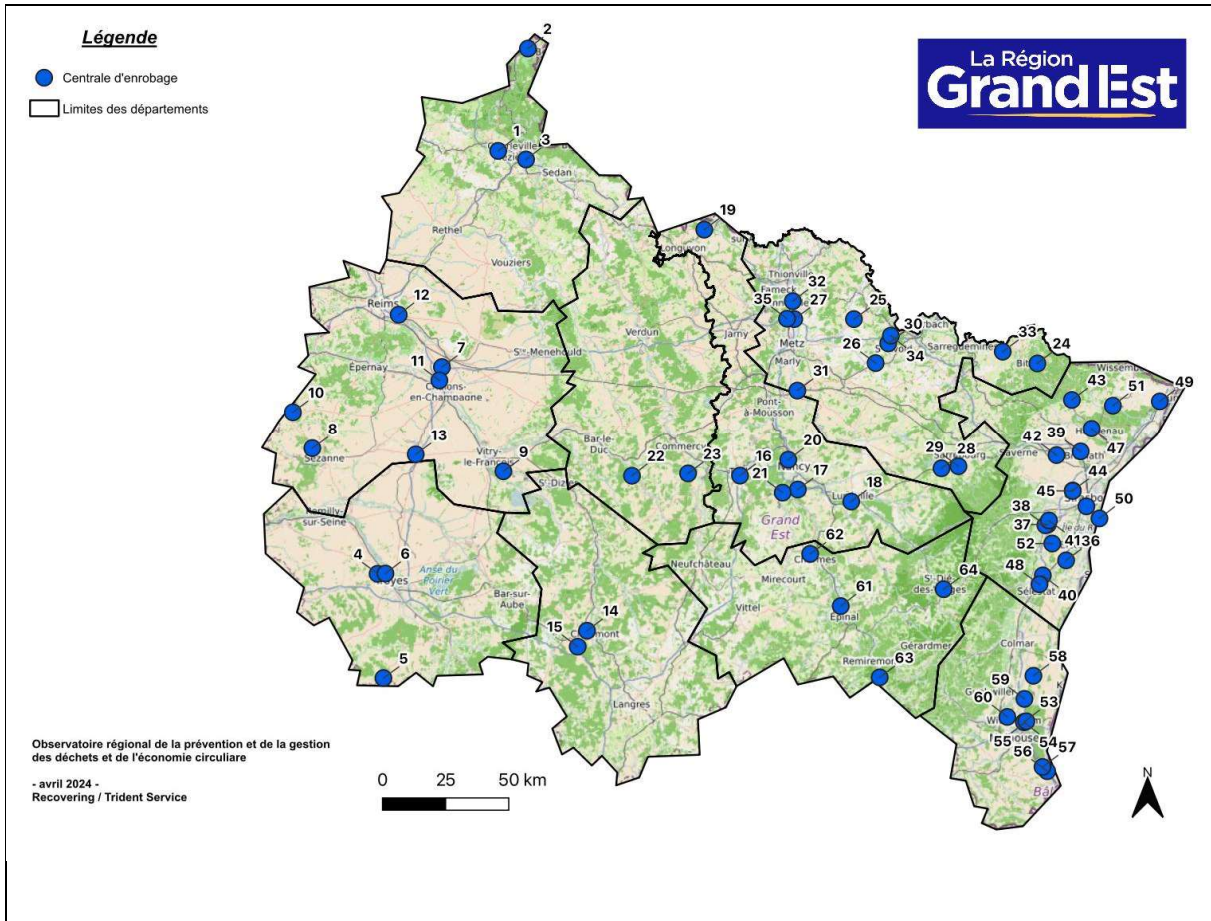 Légende
Centrale d'enrobage
Limites des départements
La Région
Grand Est
2
1
3
Sedan
Rethel
Vouziers
19
Longuyon
Thionville
Fameck
32
35
27
25
30
33
24
Metz
Marly
26
34
Sarreguemines
12
Reims
Verdun
Jarny
7
11
Ste-Menehould
Epernay
Châlons-
en-Champagne
31
Pont-
à-Mousson
43
51
49
10
8
Sézanne
13
Vitry-
le-François
9
Bar-le-
Duc
Commercy
22
23
16
21
20
Nancy
17
18
29
28
42
39
47
Saverne
44
45
St-Dizier
Romilly-
sur-Seine
38
37
50
Grand
Est
62
52
41
36
4
6
Troyes
Anse du
Poirier
Vert
Bar-sur-
Aube
Neufchâteau
Charmes
Mirecourt
48
40
Sélestat
64
St-Dié-
des-Vosges
61
Epinal
Vittel
14
15
Gérardmer
Colmar
58
5
Remiremont
63
59
60
53
Langres
55
54
56
57
Observatoire régional de la prévention et de la gestion
des déchets et de l'économie circuliare
- avril 2024 -
Recovering / Trident Service
0 25 50 km
N